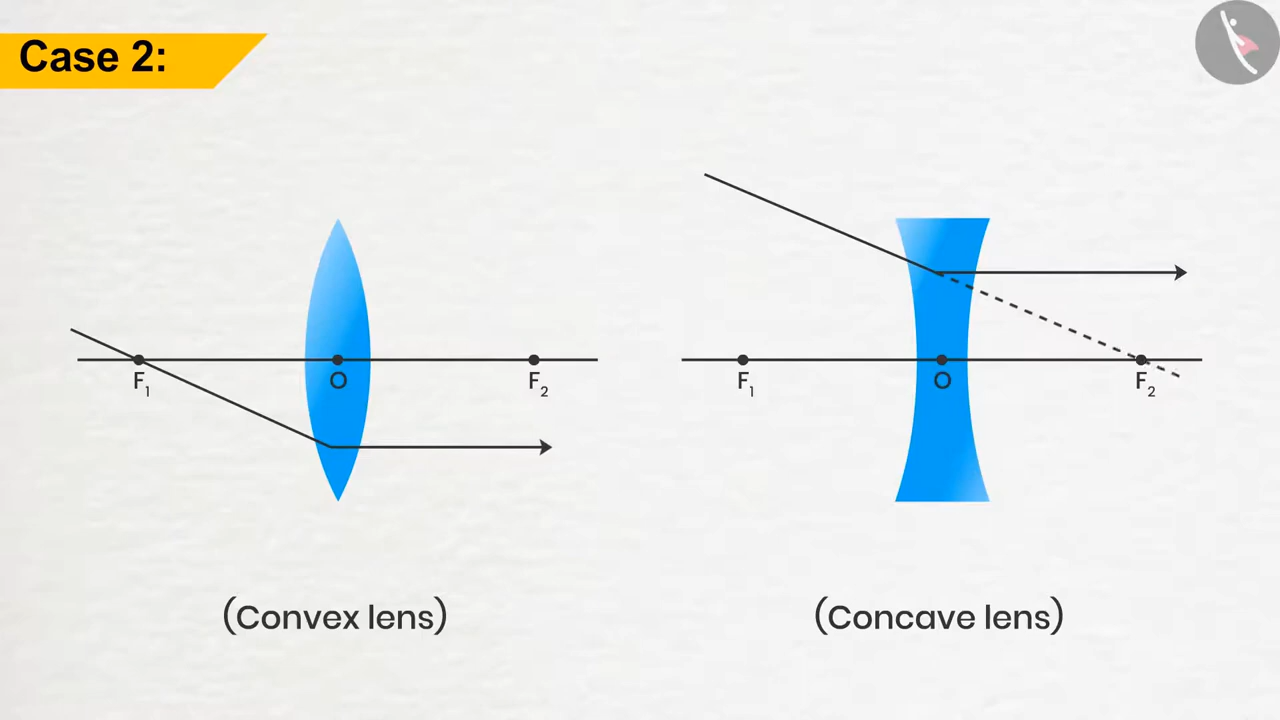 Case 2:
F₁ O F₂
(Convex lens)
F₁ O F₂
(Concave lens)